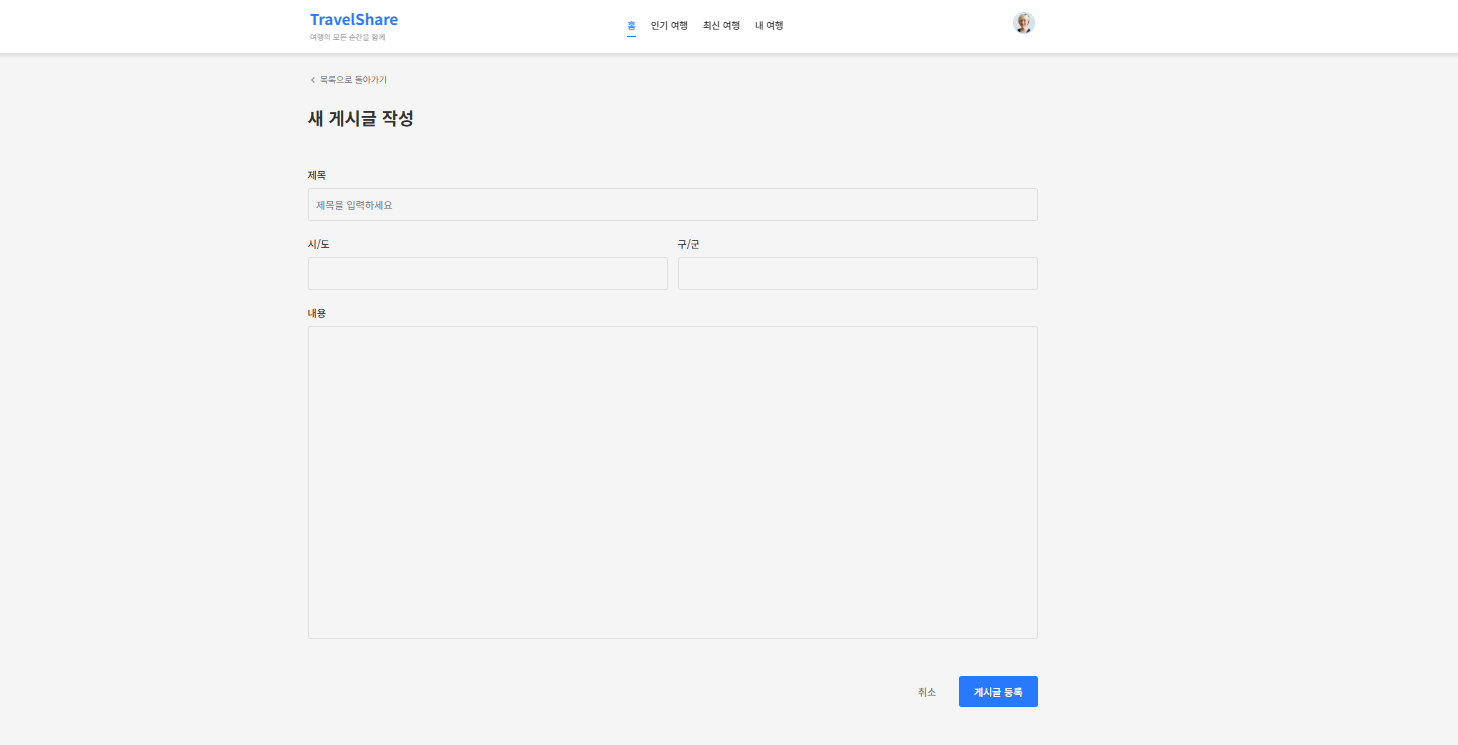 TravelShare
여행의 모든 순간을 함께
홈 인기 여행 최신 여행 내 여행
목록으로 돌아가기
새 게시글 작성
제목
제목을 입력하세요
시/도 구/군
내용
취소 게시글 등록